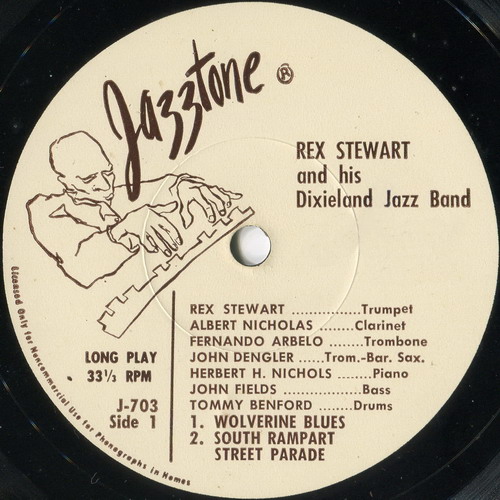 Jazztone ®
REX STEWART
and his
Dixieland Jazz Band
REX STEWART ................Trumpet
ALBERT NICHOLAS ........Clarinet
FERNANDO ARBELO ........Trombone
JOHN DENGLER ....Trom.-Bar. Sax.
HERBERT H. NICHOLS ........Piano
JOHN FIELDS ..................Bass
TOMMY BENFORD ........Drums
1. WOLVERINE BLUES
2. SOUTH RAMPART
STREET PARADE
LONG PLAY
33⅓ RPM
J-703
Side 1
Licensed Only for Noncommercial Use for Phonographs in Homes